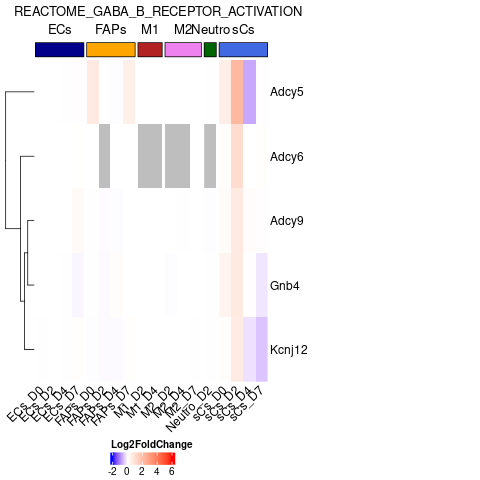 REACTOME_GABA_B_RECEPTOR_ACTIVATION
ECs FAPs M1 M2 Neutro sCs
Adcy5
Adcy6
Adcy9
Gnb4
Kcnj12
ECs_D0
ECs_D2
ECs_D4
ECs_D7
FAPs_D0
FAPs_D2
FAPs_D4
FAPs_D7
M1_D2
M1_D4
M2_D2
M2_D4
M2_D7
Neutro_D2
sCs_D0
sCs_D2
sCs_D4
sCs_D7
Log2FoldChange
-2 0 2 4 6